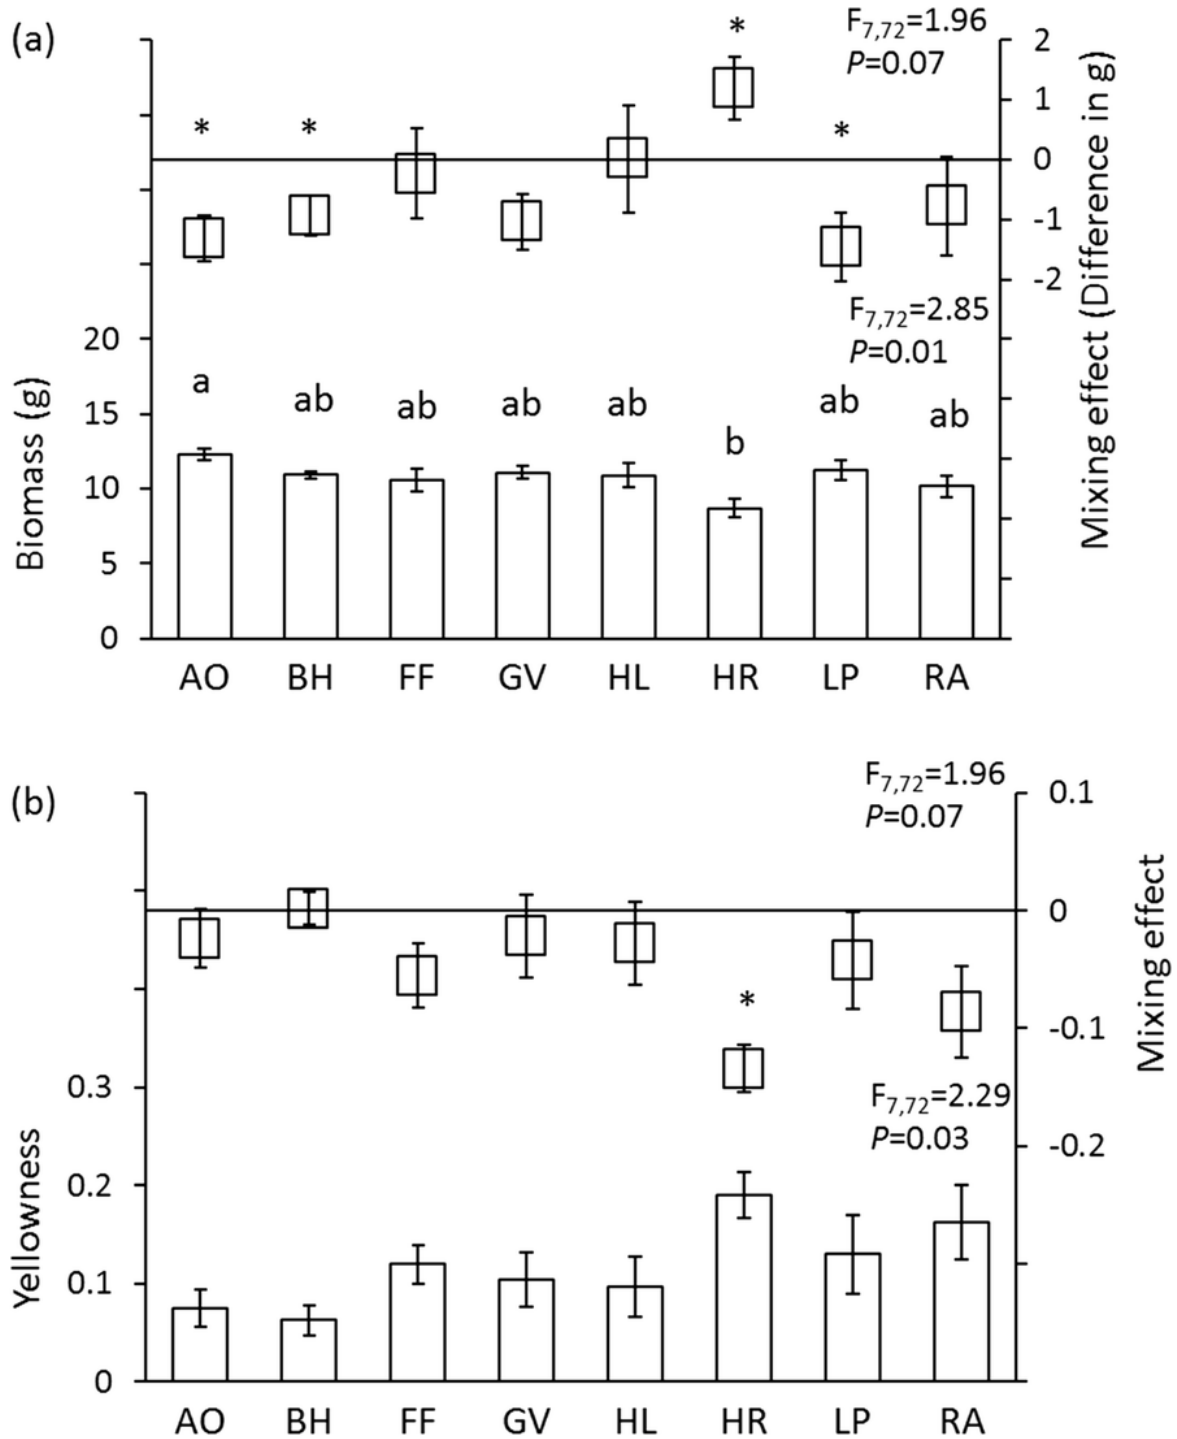 (a)
F7,72=1.96
P=0.07
*
* * *
2
1
0
-1
-2
Mixing effect (Difference in g)
F7,72=2.85
P=0.01
20
15
10
5
0
Biomass (g)
a ab ab ab ab b ab ab
AO BH FF GV HL HR LP RA
(b)
F7,72=1.96
P=0.07
0.1
0
-0.1
-0.2
Mixing effect
*
F7,72=2.29
P=0.03
0.3
0.2
0.1
0
Yellowness
AO BH FF GV HL HR LP RA